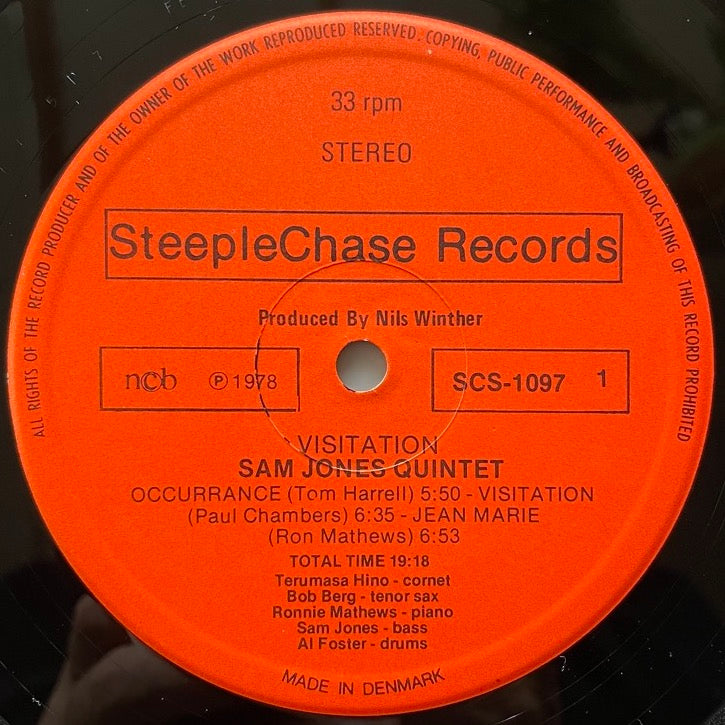 ALL RIGHTS OF THE RECORD PRODUCER AND OF THE OWNER OF THE WORK REPRODUCED RESERVED. COPYING, PUBLIC PERFORMANCE AND BROADCASTING OF THIS RECORD PROHIBITED
33 rpm
STEREO
SteepleChase Records
Produced By Nils Winther
n©b ℗ 1978
SCS-1097 1
VISITATION
SAM JONES QUINTET
OCCURRANCE (Tom Harrell) 5:50 - VISITATION
(Paul Chambers) 6:35 - JEAN MARIE
(Ron Mathews) 6:53
TOTAL TIME 19:18
Terumasa Hino - cornet
Bob Berg - tenor sax
Ronnie Mathews - piano
Sam Jones - bass
Al Foster - drums
MADE IN DENMARK